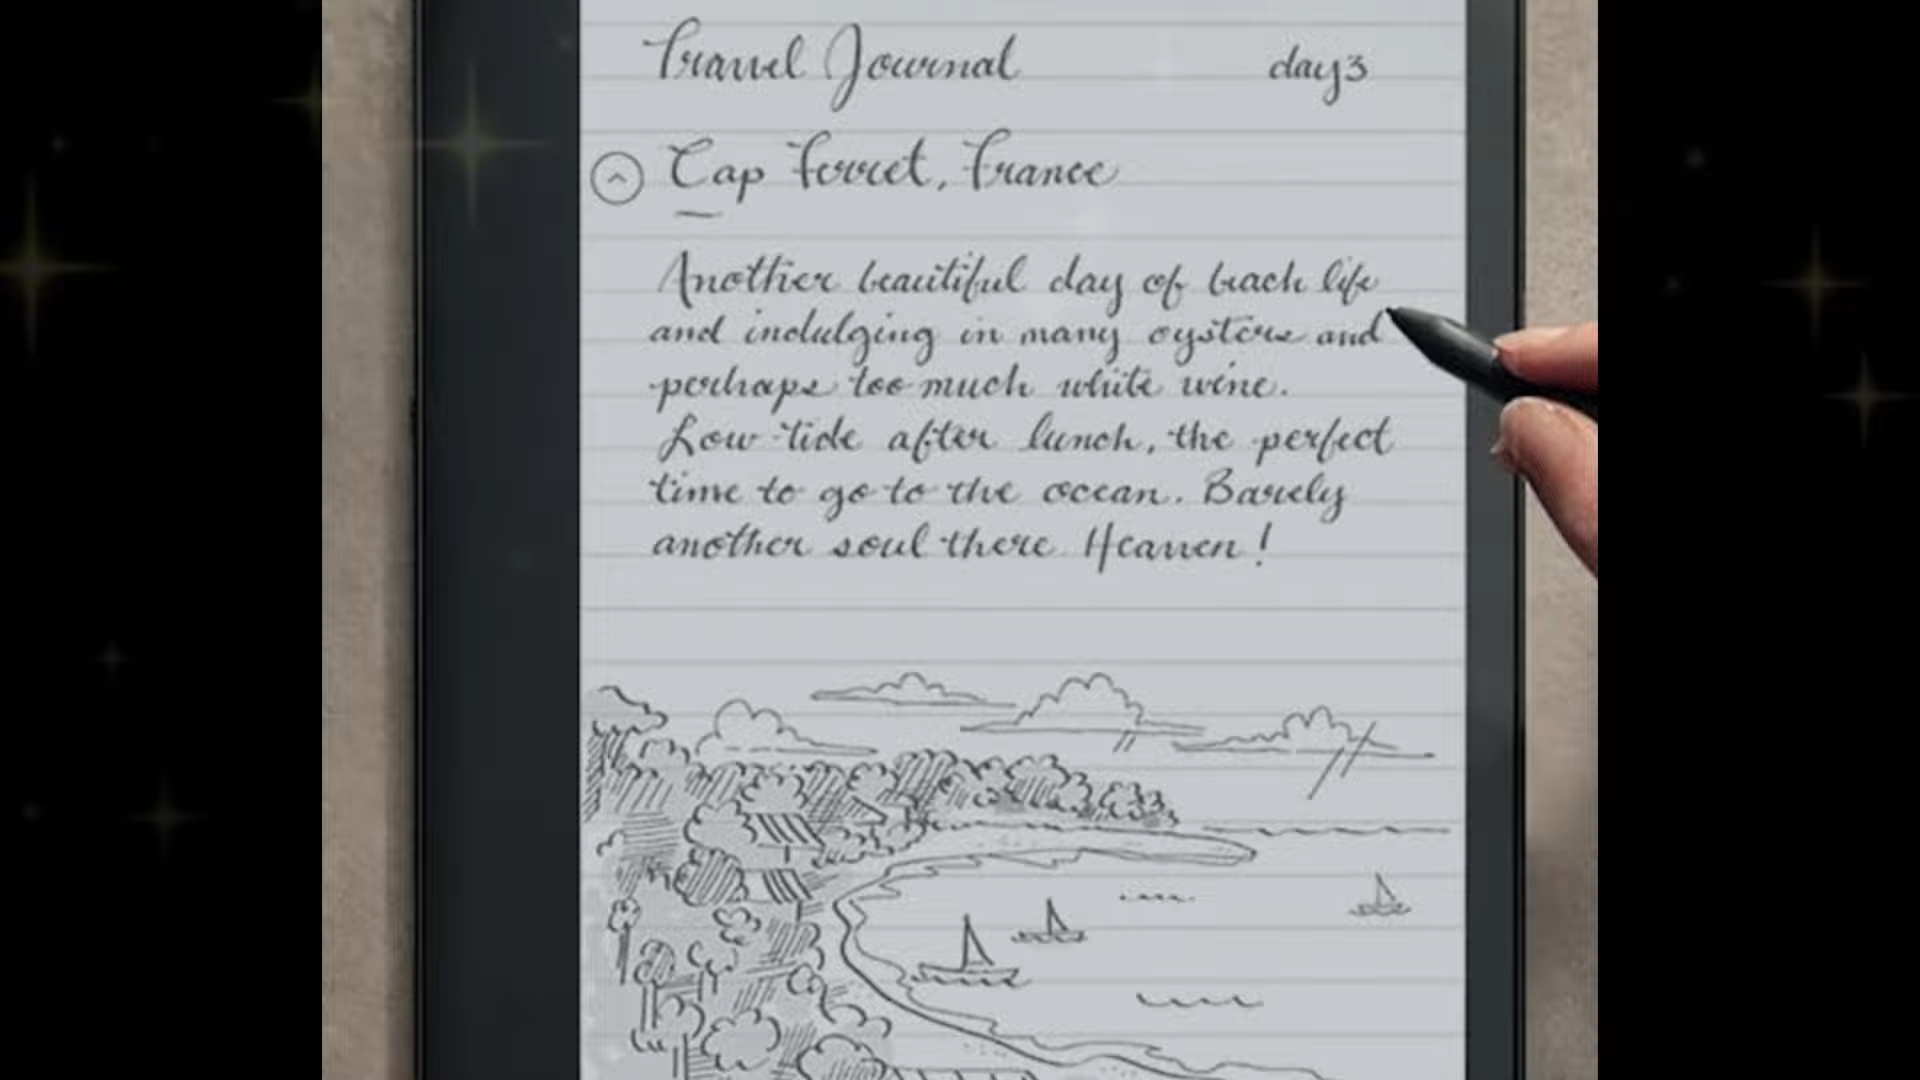 Travel Journal day 3
Cap Ferret, France
Another beautiful day of beach life
and indulging in many oysters and
perhaps too much white wine.
Low tide after lunch, the perfect
time to go to the ocean. Barely
another soul there Heaven!